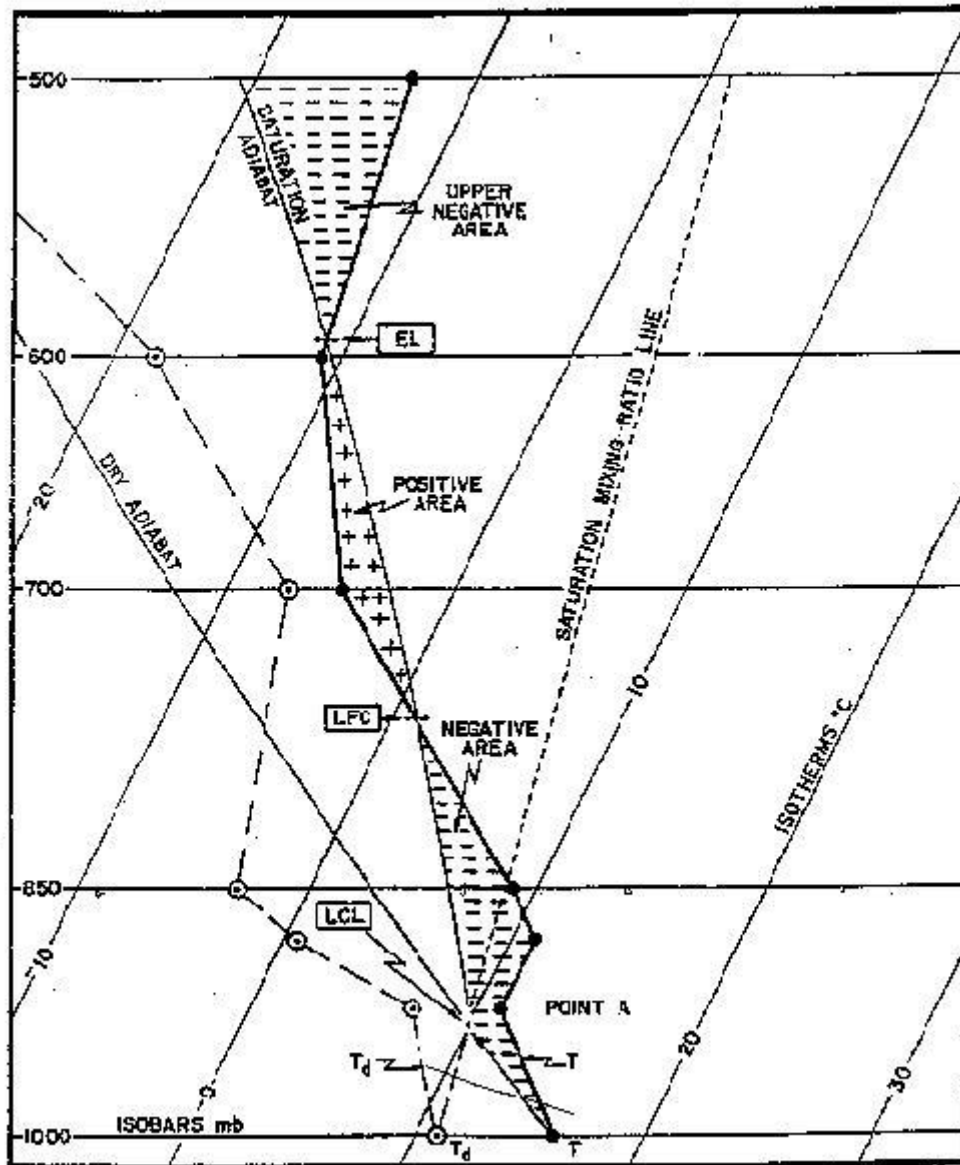 500
SATURATION
ADIABAT
UPPER
NEGATIVE
AREA
EL
600
SATURATION MIXING RATIO LINE
20
DRY ADIABAT
POSITIVE
AREA
700
10
LFC
NEGATIVE
AREA
ISOTHERMS °C
850
LCL
-10
POINT A
20
Td
T
0
30
ISOBARS mb
1000
Td
T